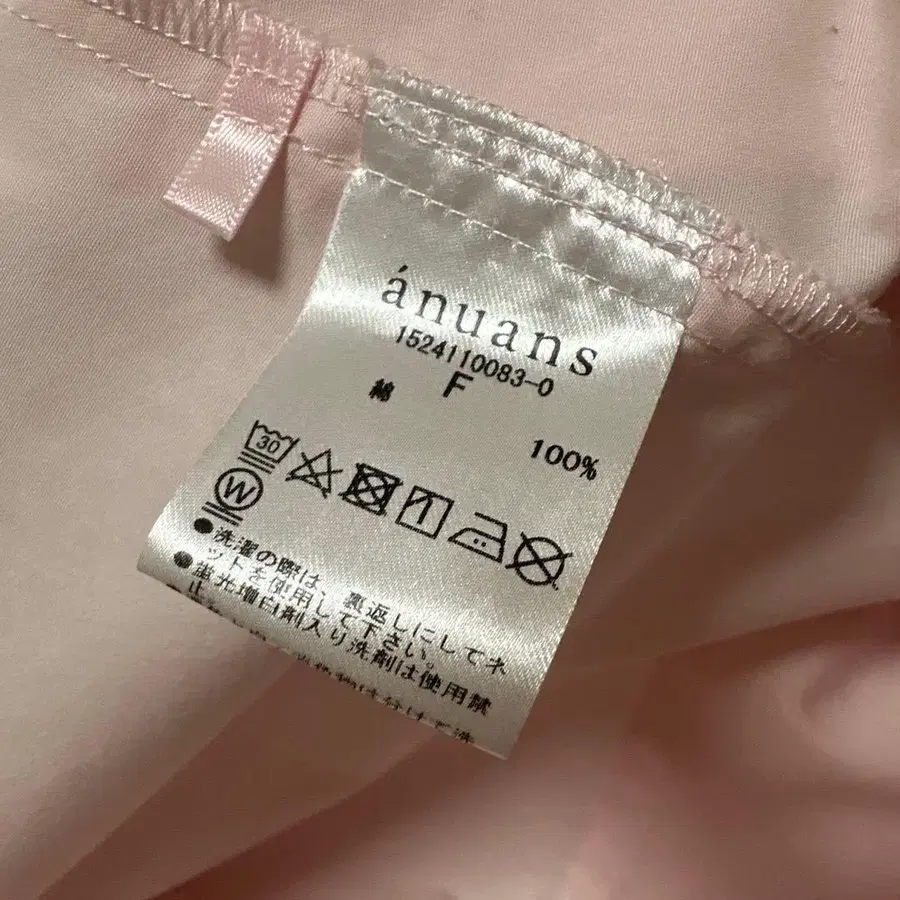 ánuans
1524110083-0
F
綿 100%
30
W
●洗濯の際は、裏返しにしてネ
ットを使用して下さい。
●蛍光増白剤入り洗剤は使用禁